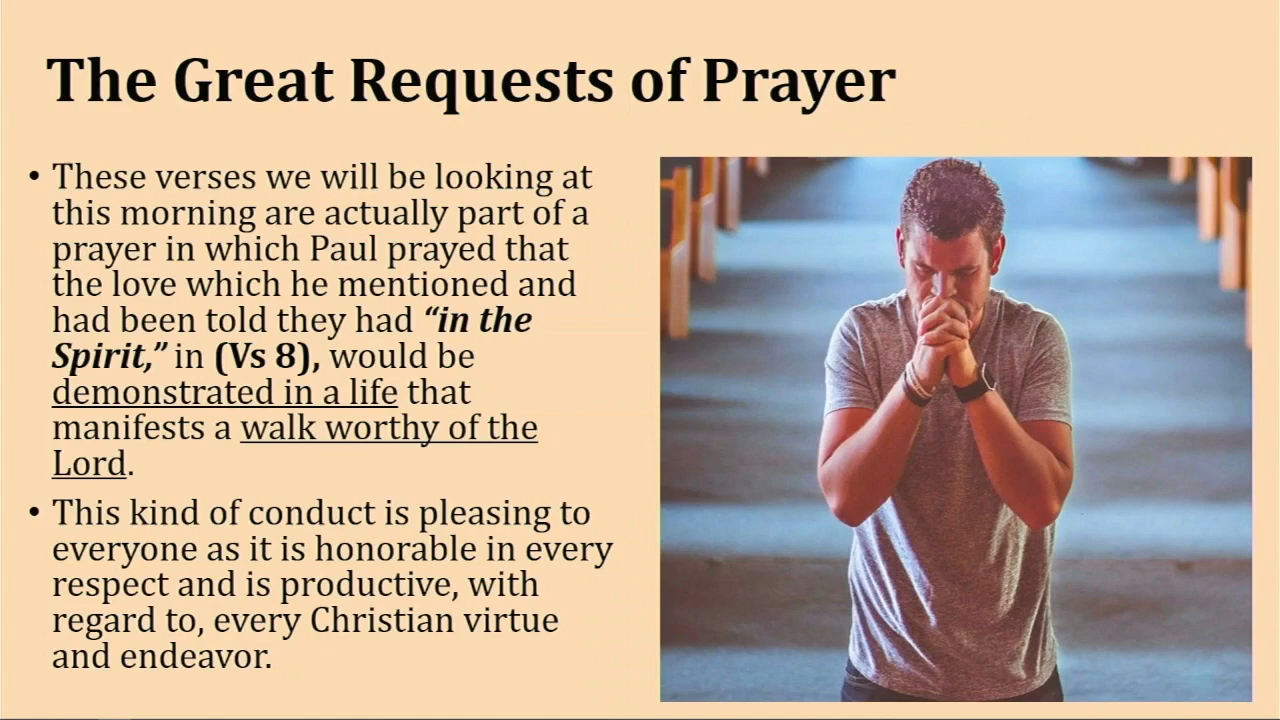 The Great Requests of Prayer
• These verses we will be looking at
this morning are actually part of a
prayer in which Paul prayed that
the love which he mentioned and
had been told they had “in the
Spirit,” in (Vs 8), would be
demonstrated in a life that
manifests a walk worthy of the
Lord.
• This kind of conduct is pleasing to
everyone as it is honorable in every
respect and is productive, with
regard to, every Christian virtue
and endeavor.